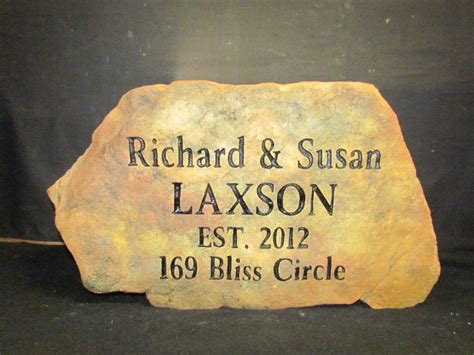 Richard & Susan
LAXSON
EST. 2012
169 Bliss Circle